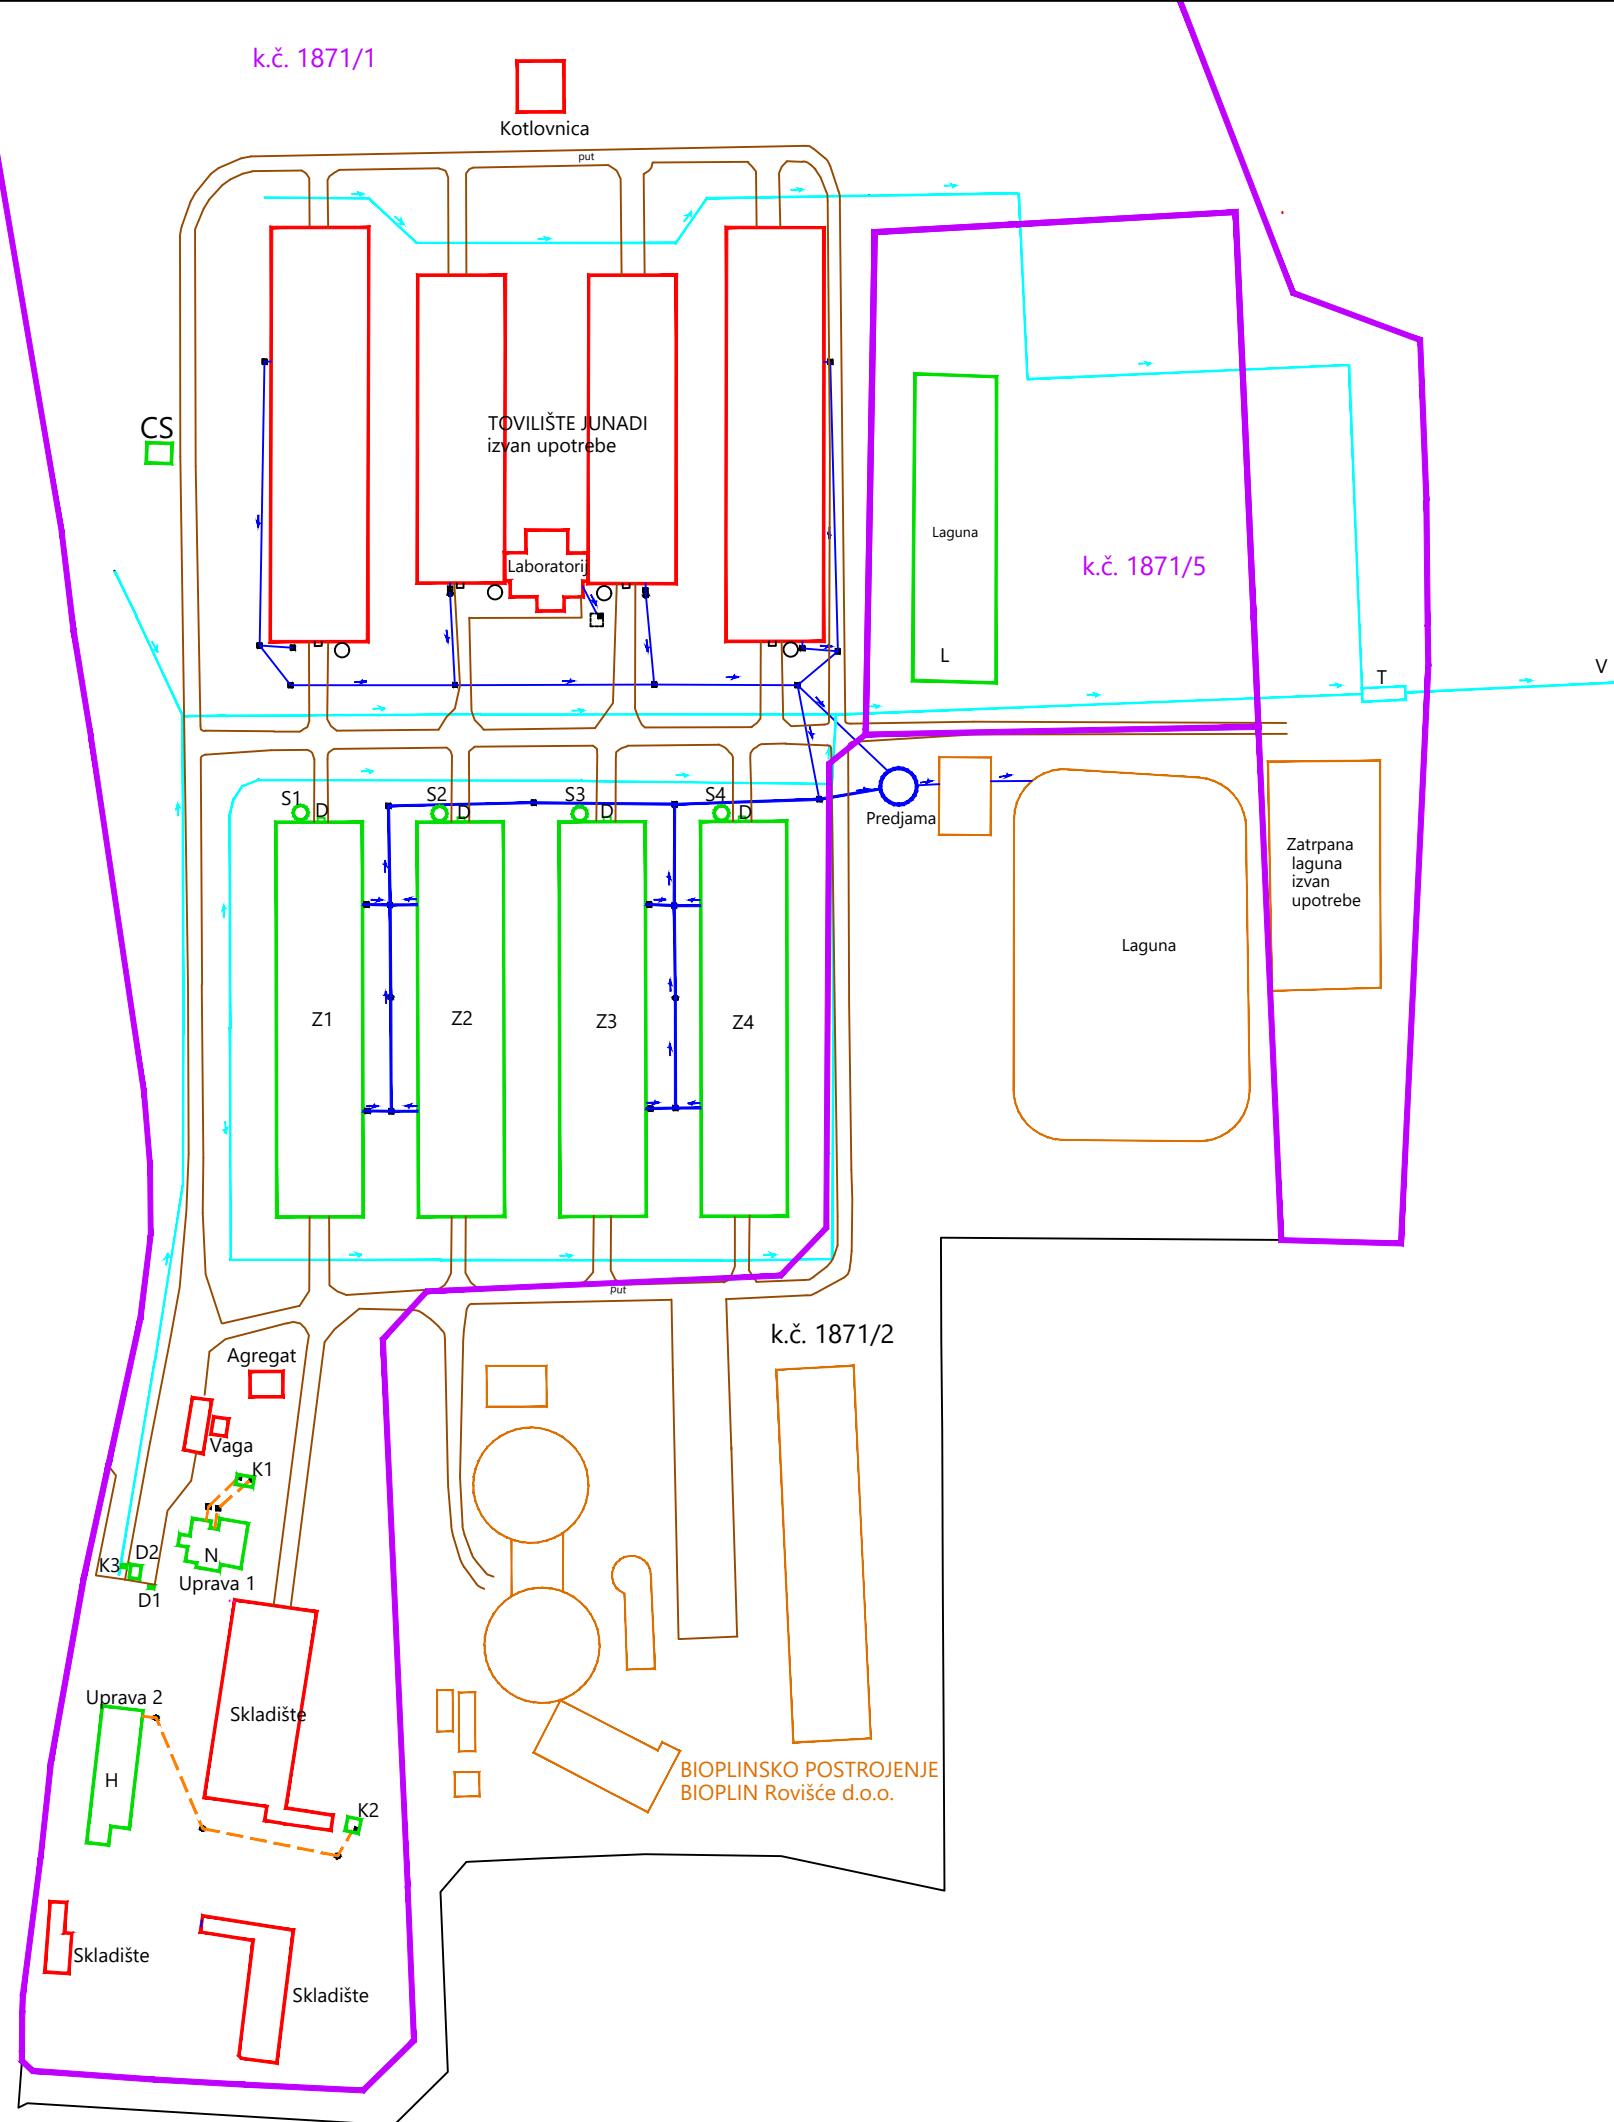 k.č. 1871/1
Kotlovnica
put
CS
TOVILIŠTE JUNADI
izvan upotrebe
Laguna
Laboratorij
k.č. 1871/5
L
T
V
S1
D
S2
D
S3
D
S4
D
Predjama
Zatrpana
laguna
izvan
upotrebe
Laguna
Z1
Z2
Z3
Z4
put
k.č. 1871/2
Agregat
Vaga
K1
D2
K3
N
Uprava 1
D1
Uprava 2
Skladište
H
BIOPLINSKO POSTROJENJE
BIOPLIN Rovišće d.o.o.
K2
Skladište
Skladište